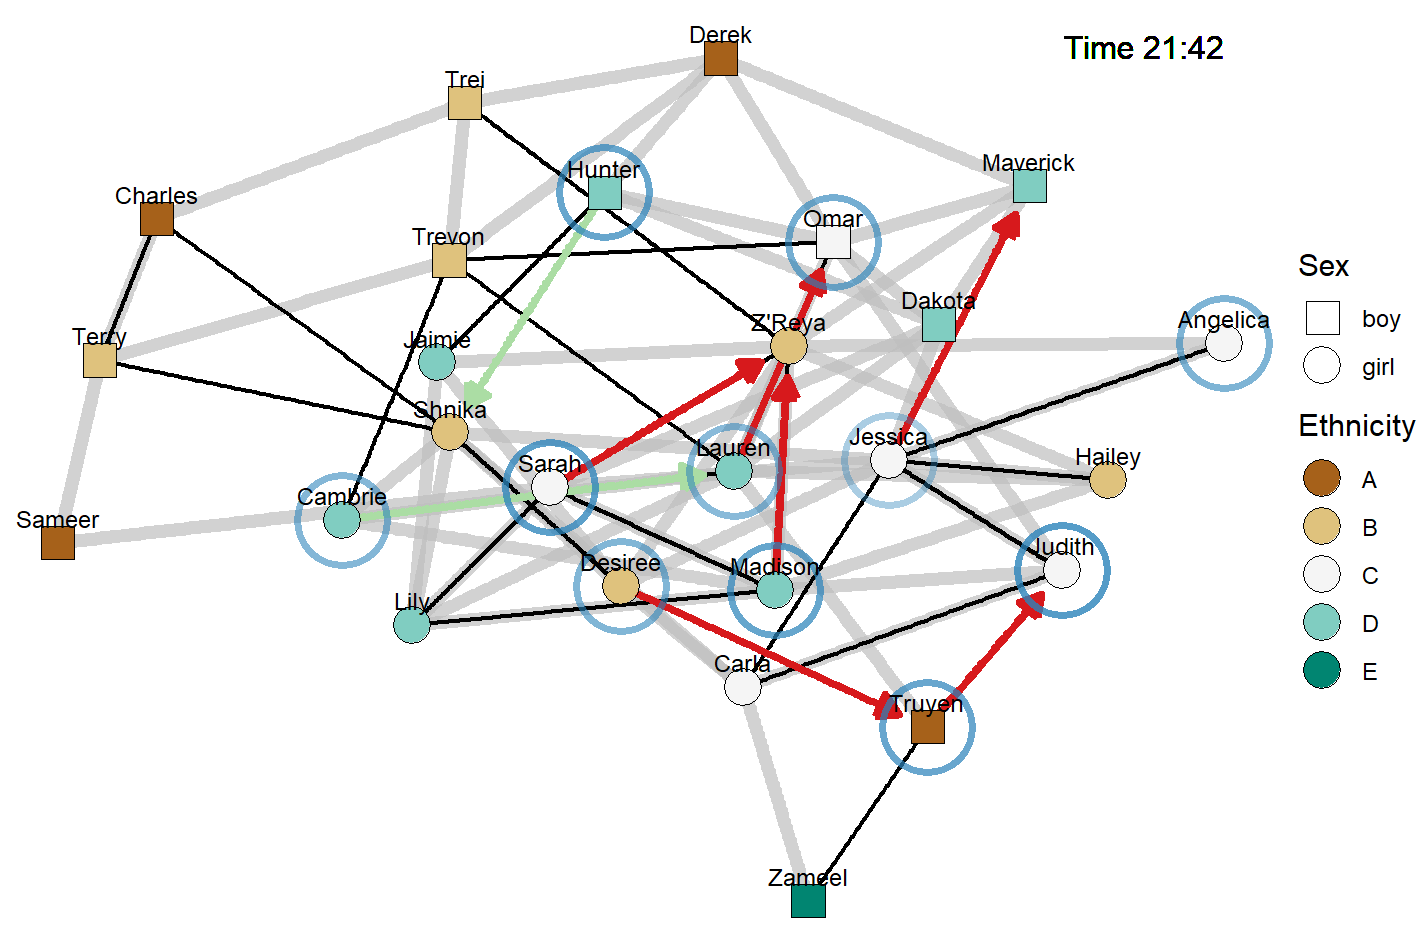 Derek
Time 21:42
Trei
Hunter
Maverick
Charles
Omar
Trevon
Dakota
Z'Reya
Angelica
Terry
Jaimie
Shnika
Jessica
Lauren
Sarah
Hailey
Cambrie
Sameer
Judith
Desiree
Madison
Lily
Carla
Truyen
Zameel
Sex
boy
girl
Ethnicity
A
B
C
D
E